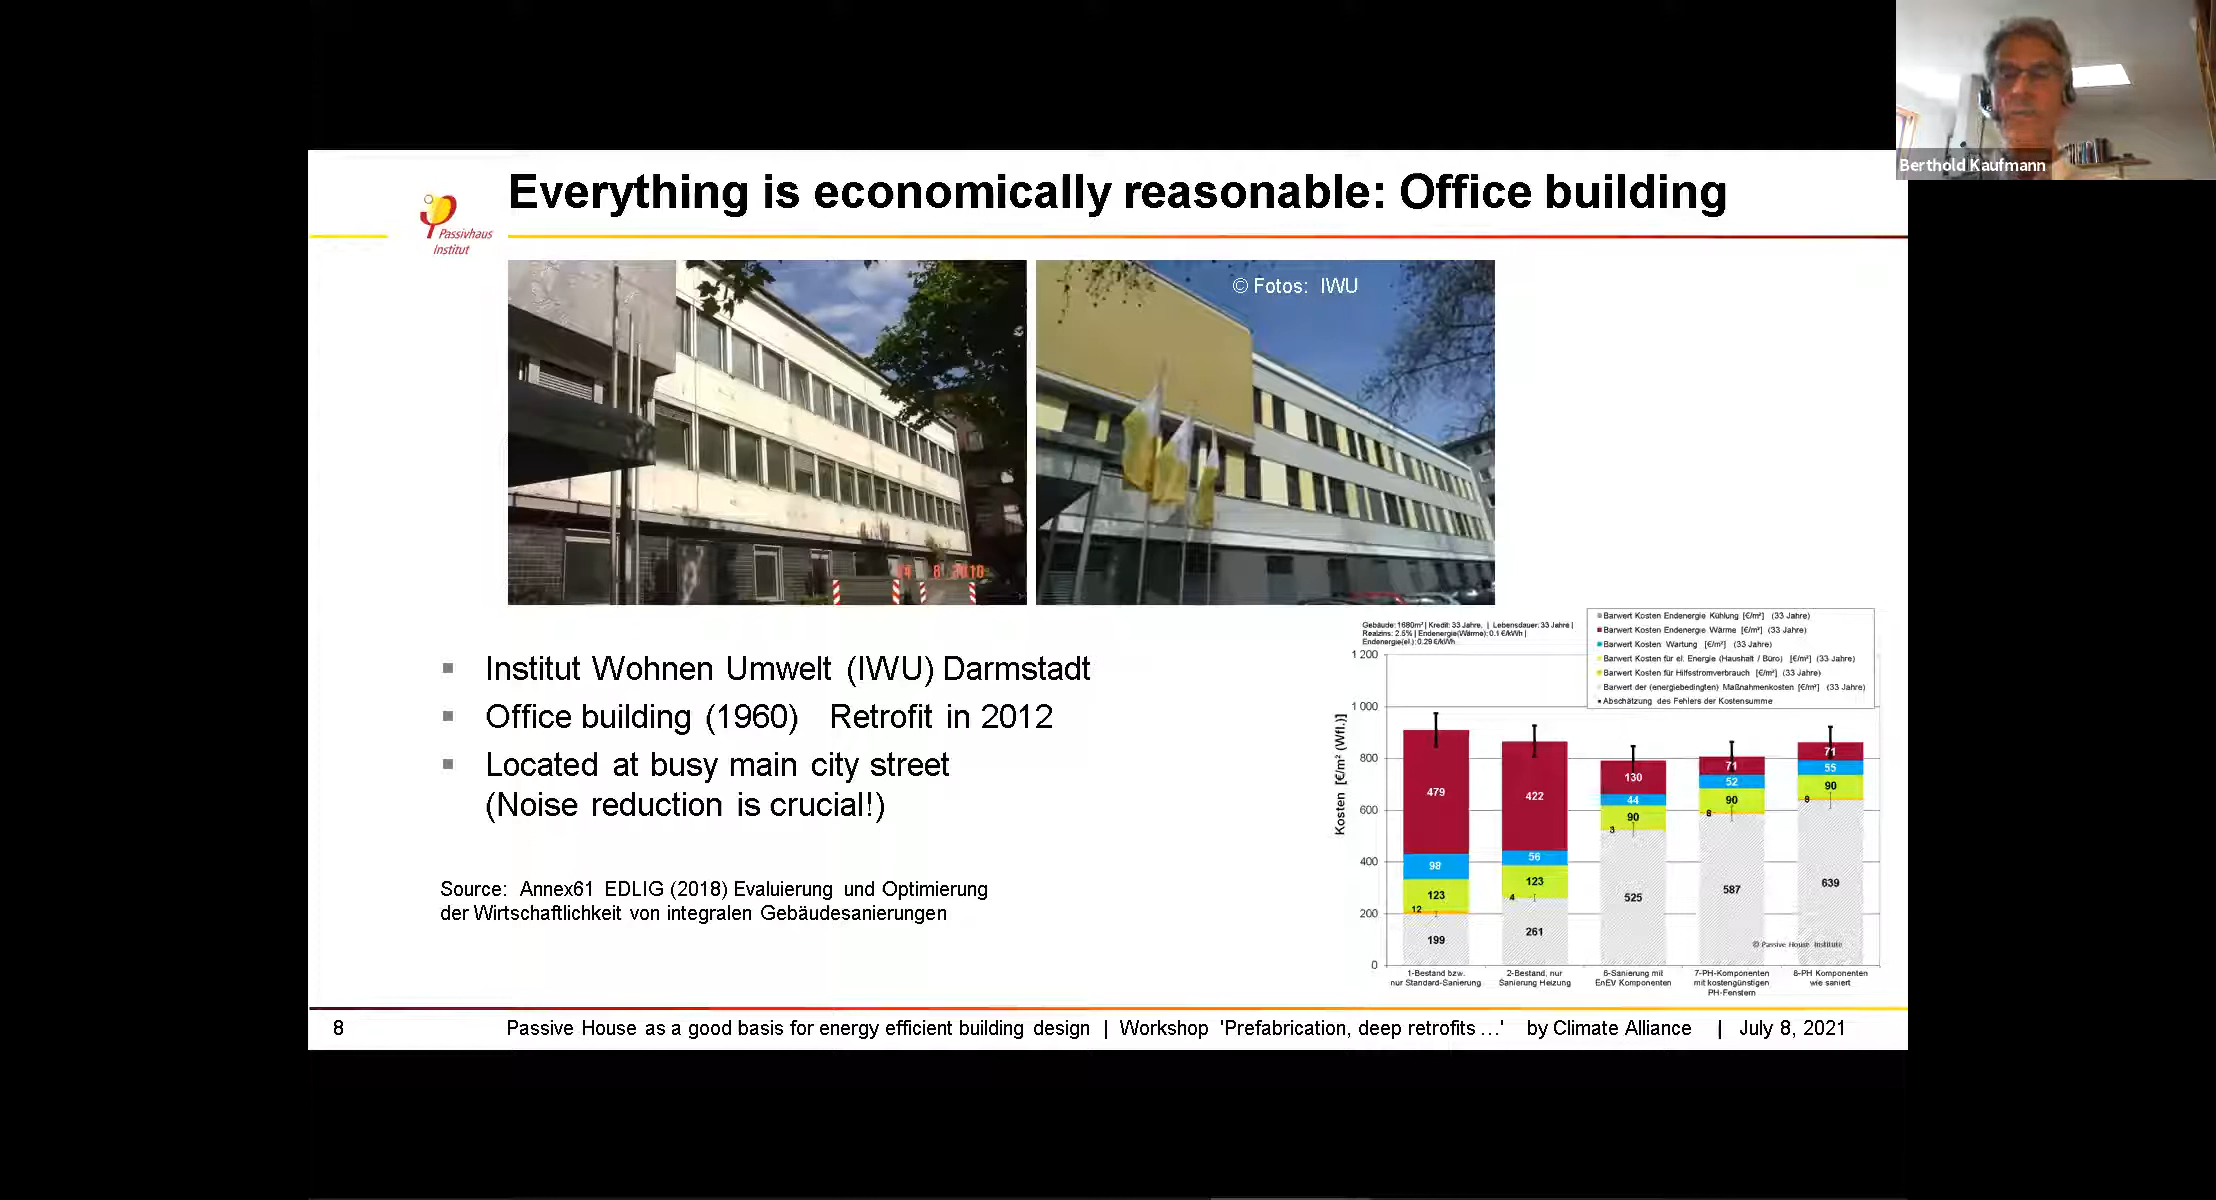 Berthold Kaufmann
Everything is economically reasonable: Office building
Passivhaus
Institut
© Fotos: IWU
8 2010
Institut Wohnen Umwelt (IWU) Darmstadt
Office building (1960) Retrofit in 2012
Located at busy main city street
(Noise reduction is crucial!)
Source: Annex61 EDLIG (2018) Evaluierung und Optimierung
der Wirtschaftlichkeit von integralen Gebäudesanierungen
Gebäude: 1680m² | Kredit: 33 Jahre, | Lebensdauer: 33 Jahre |
Realzins: 2.5% | Endenergie(Wärme): 0.1 €/kWh |
Endenergie(el.): 0.29 €/kWh
Barwert Kosten Endenergie Kühlung [€/m²] (33 Jahre)
Barwert Kosten Endenergie Wärme [€/m²] (33 Jahre)
Barwert Kosten Wartung [€/m²] (33 Jahre)
Barwert Kosten für el. Energie (Haushalt / Büro) [€/m²] (33 Jahre)
Barwert Kosten für Hilfsstromverbrauch [€/m²] (33 Jahre)
Barwert der (energiebedingten) Maßnahmenkosten [€/m²] (33 Jahre)
Abschätzung des Fehlers der Kostensumme
Kosten [€/m² (Wfl.)]
1 200
1 000
800
600
400
200
0
479
98
123
12
199
422
56
123
4
261
130
44
90
3
525
71
52
90
8
587
71
55
90
8
639
© Passive House Institute
1-Bestand bzw.
nur Standard-Sanierung
2-Bestand, nur
Sanierung Heizung
6-Sanierung mit
EnEV Komponenten
7-PH-Komponenten
mit kostengünstigen
PH-Fenstern
8-PH Komponenten
wie saniert
8 Passive House as a good basis for energy efficient building design | Workshop 'Prefabrication, deep retrofits ...' by Climate Alliance | July 8, 2021